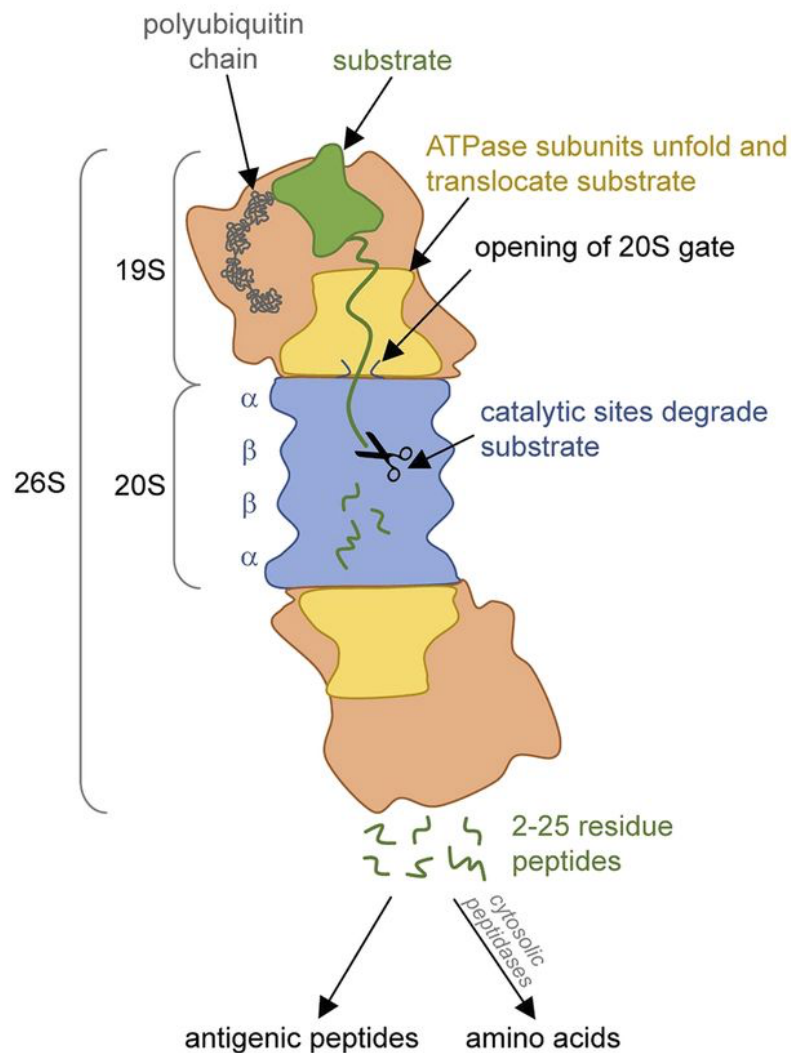 polyubiquitin
chain
substrate
ATPase subunits unfold and
translocate substrate
opening of 20S gate
19S
α
catalytic sites degrade
substrate
β
26S
20S
β
α
2-25 residue
peptides
cytosolic
peptidases
antigenic peptides
amino acids